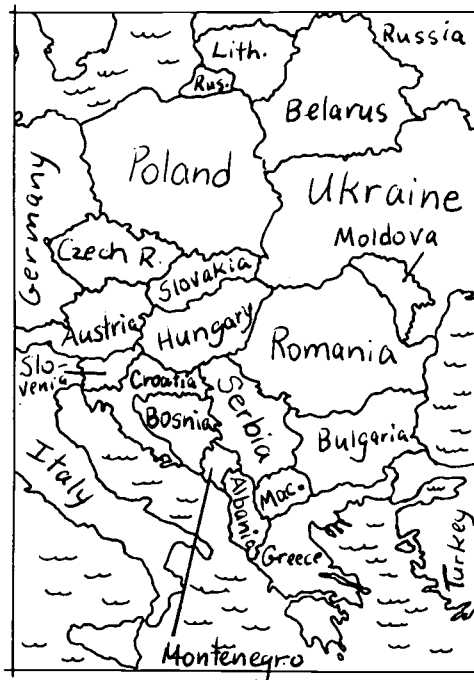 Russia
Lith.
Rus.
Belarus
Poland
Ukraine
Germany
Moldova
Czech R.
Slovakia
Austria
Hungary
Romania
Slo-
venia
Croatia
Serbia
Bosnia
Bulgaria
Italy
Albania
Mac.
Greece
Turkey
Montenegro